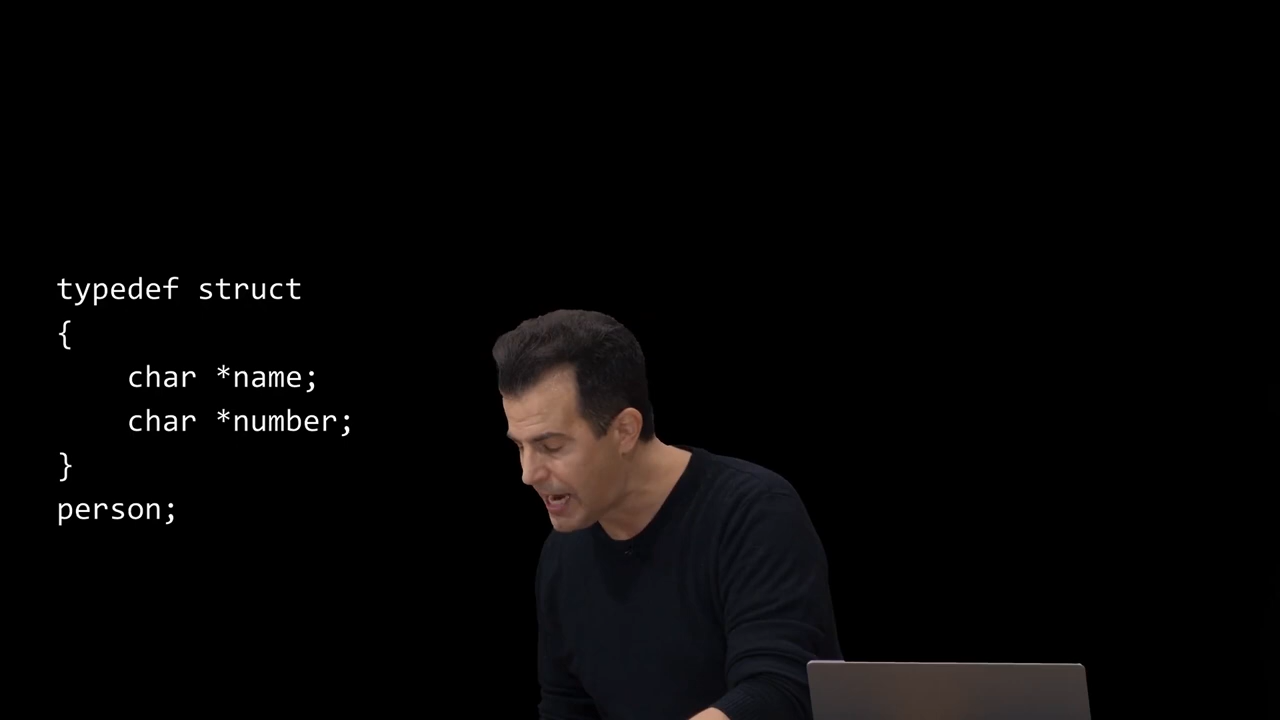 typedef struct
{
    char *name;
    char *number;
}
person;